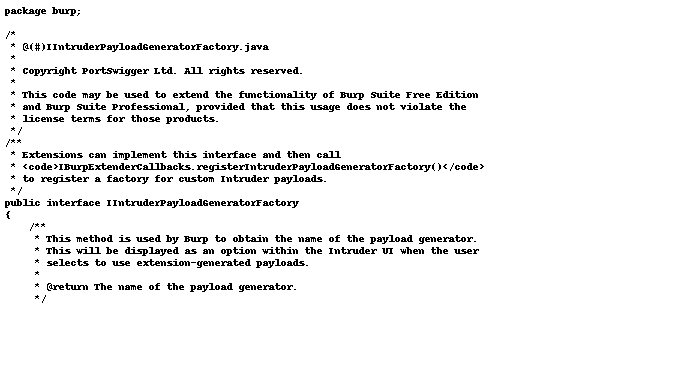 package burp;
/*
 * @(#)IIntruderPayloadGeneratorFactory.java
 *
 * Copyright PortSwigger Ltd. All rights reserved.
 *
 * This code may be used to extend the functionality of Burp Suite Free Edition
 * and Burp Suite Professional, provided that this usage does not violate the
 * license terms for those products.
 */
/**
 * Extensions can implement this interface and then call
 * <code>IBurpExtenderCallbacks.registerIntruderPayloadGeneratorFactory()</code>
 * to register a factory for custom Intruder payloads.
 */
public interface IIntruderPayloadGeneratorFactory
{
    /**
     * This method is used by Burp to obtain the name of the payload generator.
     * This will be displayed as an option within the Intruder UI when the user
     * selects to use extension-generated payloads.
     *
     * @return The name of the payload generator.
     */